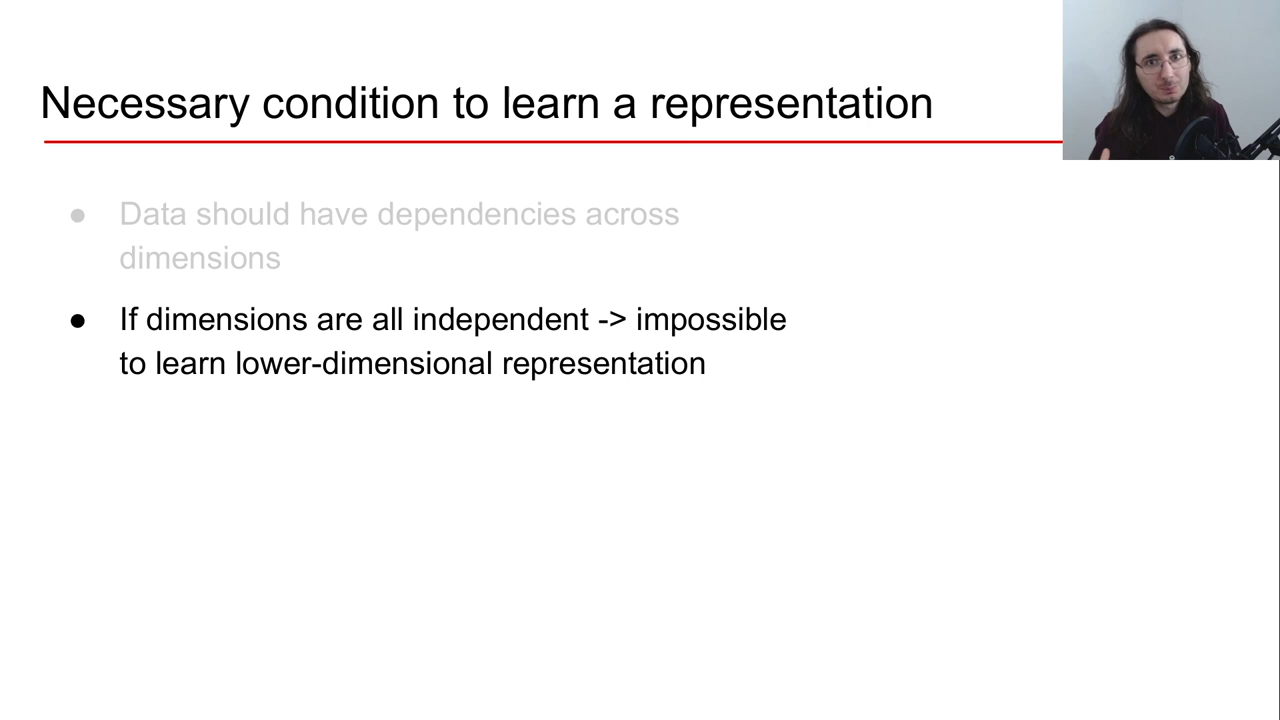 Necessary condition to learn a representation
● Data should have dependencies across
dimensions
● If dimensions are all independent -> impossible
to learn lower-dimensional representation